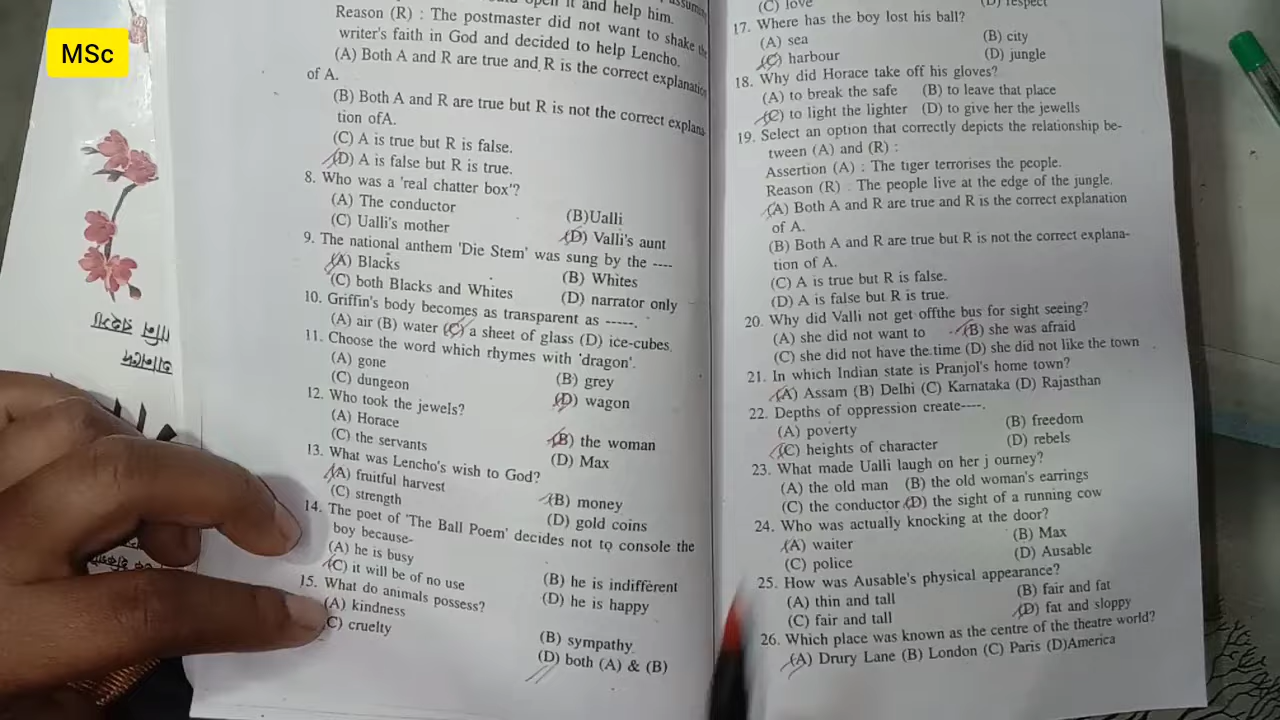 MSc
open it and help him.
Reason (R) : The postmaster did not want to shake the
writer's faith in God and decided to help Lencho.
(A) Both A and R are true and R is the correct explanation
of A.
(B) Both A and R are true but R is not the correct explana-
tion ofA.
(C) A is true but R is false.
(D) A is false but R is true.
8. Who was a 'real chatter box'?
(A) The conductor
(B)Ualli
(C) Ualli's mother
(D) Valli's aunt
9. The national anthem 'Die Stem' was sung by the ----
(A) Blacks
(B) Whites
(C) both Blacks and Whites
(D) narrator only
10. Griffin's body becomes as transparent as -----.
(A) air (B) water (C) a sheet of glass (D) ice-cubes.
11. Choose the word which rhymes with 'dragon'.
(A) gone
(B) grey
(C) dungeon
(D) wagon
12. Who took the jewels?
(A) Horace
(B) the woman
(C) the servants
(D) Max
13. What was Lencho's wish to God?
(A) fruitful harvest
(B) money
(C) strength
(D) gold coins
14. The poet of 'The Ball Poem' decides not to console the
boy because-
(A) he is busy
(B) he is indifferent
(C) it will be of no use
(D) he is happy
15. What do animals possess?
(A) kindness
(B) sympathy
C) cruelty
(D) both (A) & (B)
(C) love
(D) respect
17. Where has the boy lost his ball?
(A) sea
(B) city
(C) harbour
(D) jungle
18. Why did Horace take off his gloves?
(A) to break the safe (B) to leave that place
(C) to light the lighter (D) to give her the jewells
19. Select an option that correctly depicts the relationship be-
tween (A) and (R) :
Assertion (A) : The tiger terrorises the people.
Reason (R) : The people live at the edge of the jungle.
(A) Both A and R are true and R is the correct explanation
of A.
(B) Both A and R are true but R is not the correct explana-
tion of A.
(C) A is true but R is false.
(D) A is false but R is true.
20. Why did Valli not get offthe bus for sight seeing?
(A) she did not want to (B) she was afraid
(C) she did not have the time (D) she did not like the town
21. In which Indian state is Pranjol's home town?
(A) Assam (B) Delhi (C) Karnataka (D) Rajasthan
22. Depths of oppression create----.
(A) poverty
(B) freedom
(C) heights of character
(D) rebels
23. What made Ualli laugh on her j ourney?
(A) the old man (B) the old woman's earrings
(C) the conductor (D) the sight of a running cow
24. Who was actually knocking at the door?
(A) waiter
(B) Max
(C) police
(D) Ausable
25. How was Ausable's physical appearance?
(A) thin and tall
(B) fair and fat
(C) fair and tall
(D) fat and sloppy
26. Which place was known as the centre of the theatre world?
(A) Drury Lane (B) London (C) Paris (D)America